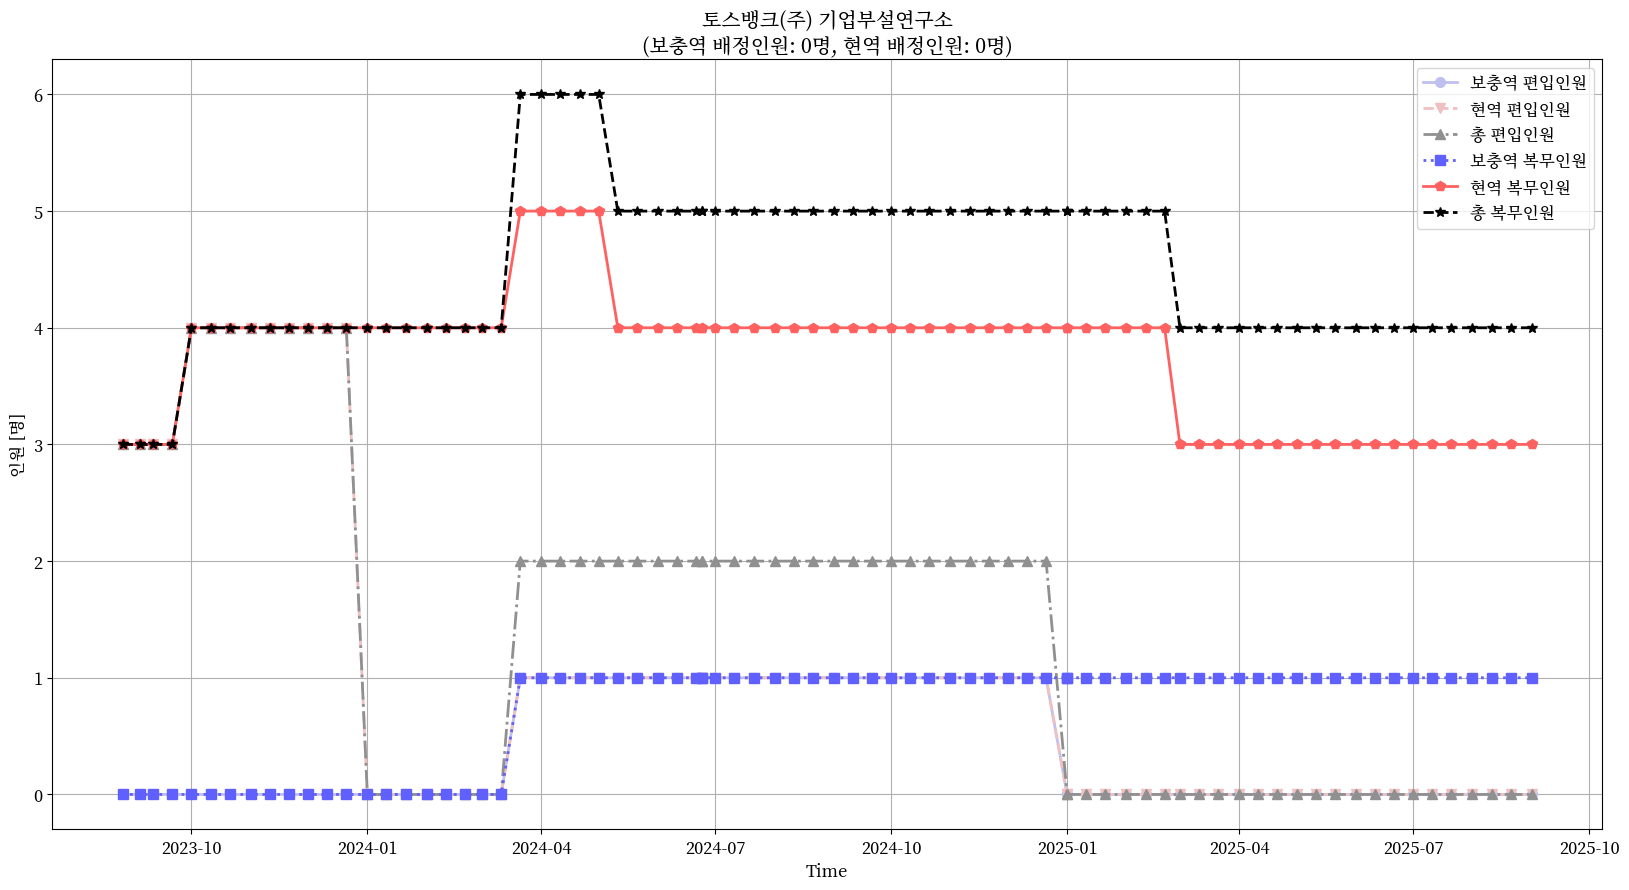 토스뱅크(주) 기업부설연구소
(보충역 배정인원: 0명, 현역 배정인원: 0명)
보충역 편입인원
현역 편입인원
총 편입인원
보충역 복무인원
현역 복무인원
총 복무인원
인원 [명]
6
5
4
3
2
1
0
2023-10
2024-01
2024-04
2024-07
2024-10
2025-01
2025-04
2025-07
2025-10
Time